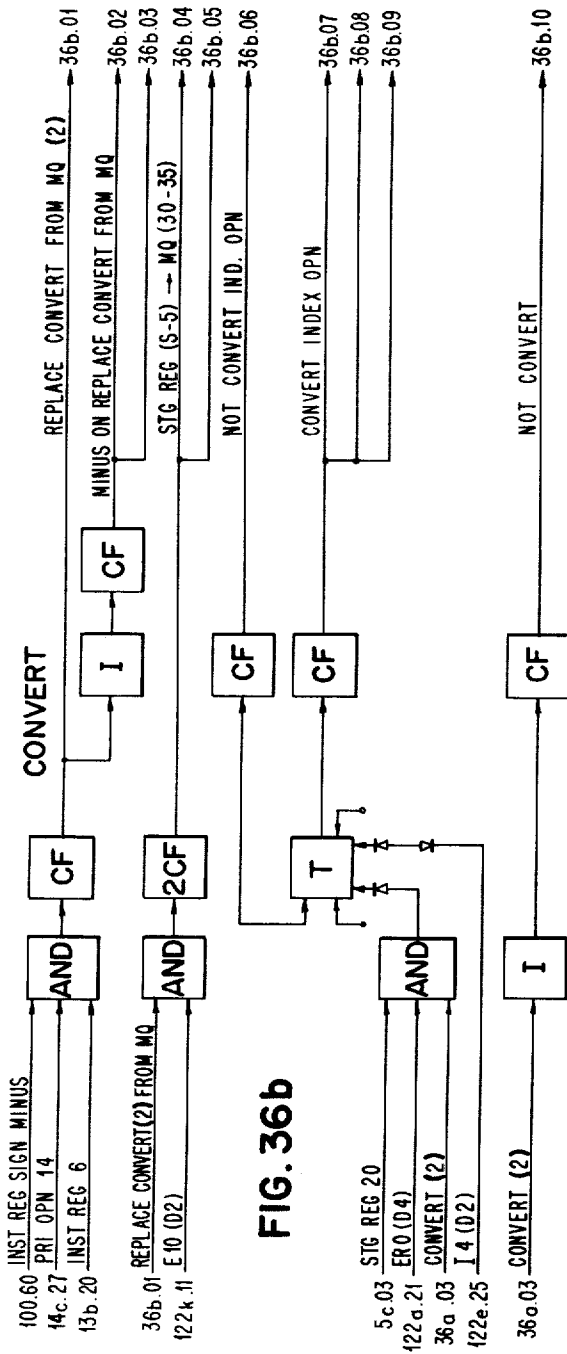 CONVERT
FIG. 36b
100.60 INST REG SIGN MINUS
14c.27 PRI OPN 14
13b.20 INST REG 6
AND
CF
I
CF
REPLACE CONVERT FROM MQ (2) 36b.01
MINUS ON REPLACE CONVERT FROM MQ 36b.02
36b.03
36b.01 REPLACE CONVERT(2) FROM MQ
122k.11 E10 (D2)
AND
2CF
STG REG (S-5) → MQ (30-35) 36b.04
36b.05
CF
NOT CONVERT IND. OPN 36b.06
5c.03 STG REG 20
122a.21 ERO (D4)
36a.03 CONVERT (2)
122e.25 I4 (D2)
AND
T
CF
CONVERT INDEX OPN 36b.07
36b.08
36b.09
36a.03 CONVERT (2)
I
CF
NOT CONVERT 36b.10